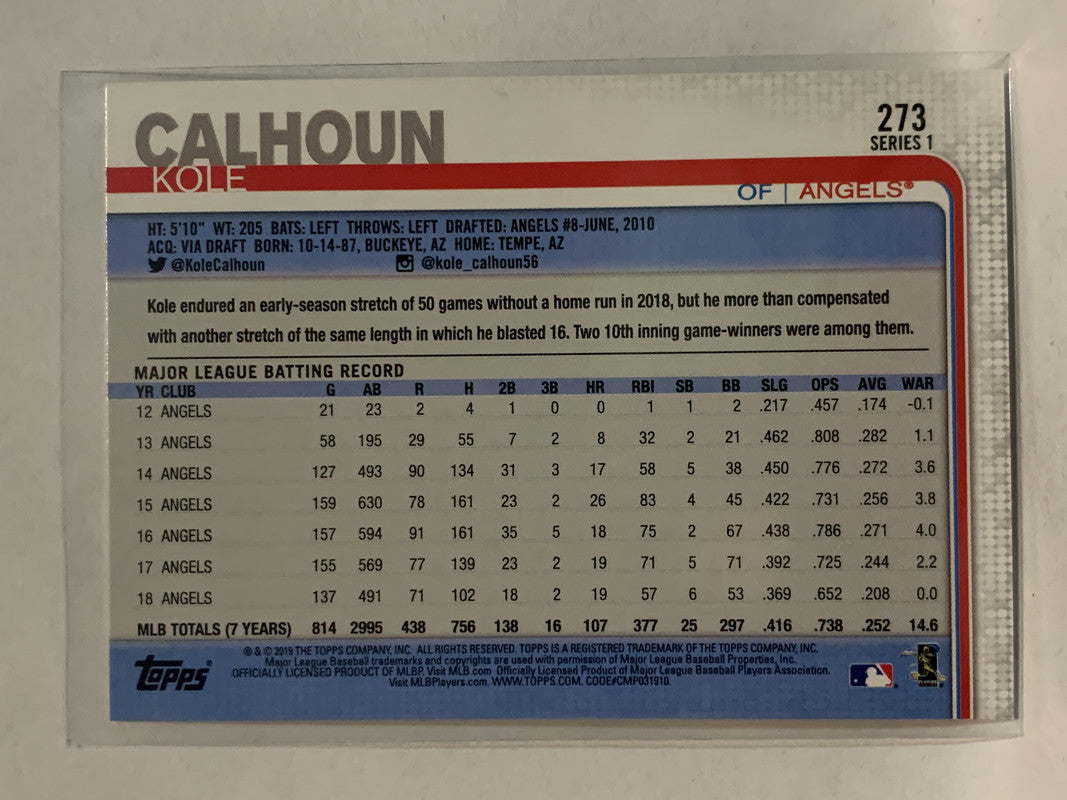 CALHOUN
KOLE
273
SERIES 1
OF | ANGELS®
HT: 5'10" WT: 205 BATS: LEFT THROWS: LEFT DRAFTED: ANGELS #8-JUNE, 2010
ACQ: VIA DRAFT BORN: 10-14-87, BUCKEYE, AZ HOME: TEMPE, AZ
@KoleCalhoun @kole_calhoun56
Kole endured an early-season stretch of 50 games without a home run in 2018, but he more than compensated
with another stretch of the same length in which he blasted 16. Two 10th inning game-winners were among them.
MAJOR LEAGUE BATTING RECORD
YR CLUB G AB R H 2B 3B HR RBI SB BB SLG OPS AVG WAR
12 ANGELS 21 23 2 4 1 0 0 1 1 2 .217 .457 .174 -0.1
13 ANGELS 58 195 29 55 7 2 8 32 2 21 .462 .808 .282 1.1
14 ANGELS 127 493 90 134 31 3 17 58 5 38 .450 .776 .272 3.6
15 ANGELS 159 630 78 161 23 2 26 83 4 45 .422 .731 .256 3.8
16 ANGELS 157 594 91 161 35 5 18 75 2 67 .438 .786 .271 4.0
17 ANGELS 155 569 77 139 23 2 19 71 5 71 .392 .725 .244 2.2
18 ANGELS 137 491 71 102 18 2 19 57 6 53 .369 .652 .208 0.0
MLB TOTALS (7 YEARS) 814 2995 438 756 138 16 107 377 25 297 .416 .738 .252 14.6
topps®
® & © 2019 THE TOPPS COMPANY, INC. ALL RIGHTS RESERVED. TOPPS IS A REGISTERED TRADEMARK OF THE TOPPS COMPANY, INC.
Major League Baseball trademarks and copyrights are used with permission of Major League Baseball Properties, Inc.
OFFICIALLY LICENSED PRODUCT OF MLBP. Visit MLB.com Officially Licensed Product of Major League Baseball Players Association.
Visit MLBPlayers.com. WWW.TOPPS.COM. CODE#CMP031910.